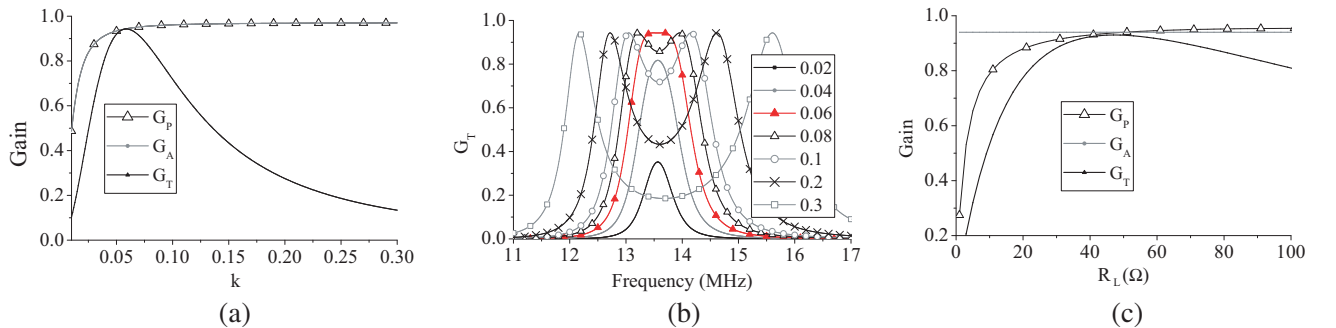 1.0
0.8
0.6
0.4
0.2
0.0
Gain
G_P
G_A
G_T
0.05 0.10 0.15 0.20 0.25 0.30
k
(a)
1.0
0.8
0.6
0.4
0.2
0.0
G_T
0.02
0.04
0.06
0.08
0.1
0.2
0.3
11 12 13 14 15 16 17
Frequency (MHz)
(b)
1.0
0.8
0.6
0.4
0.2
Gain
G_P
G_A
G_T
0 20 40 60 80 100
R_L(Ω)
(c)